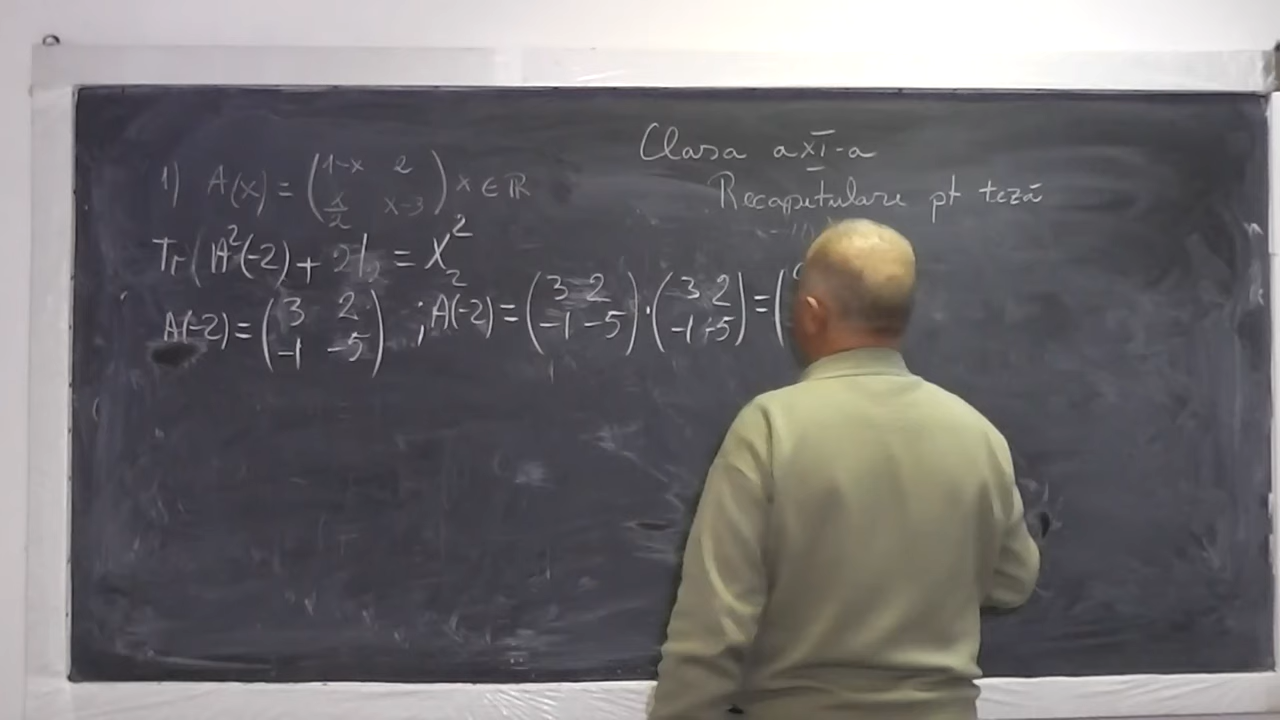 Clasa a XI-a
Recapitulare pt teză
1) A(x) = (1-x 2 / x/2 x-3) x ∈ ℝ
Tr(A²(-2) + 2I₂) = x²
A(-2) = (3 2 / -1 -5) ; A²(-2) = (3 2 / -1 -5) · (3 2 / -1 -5) = (